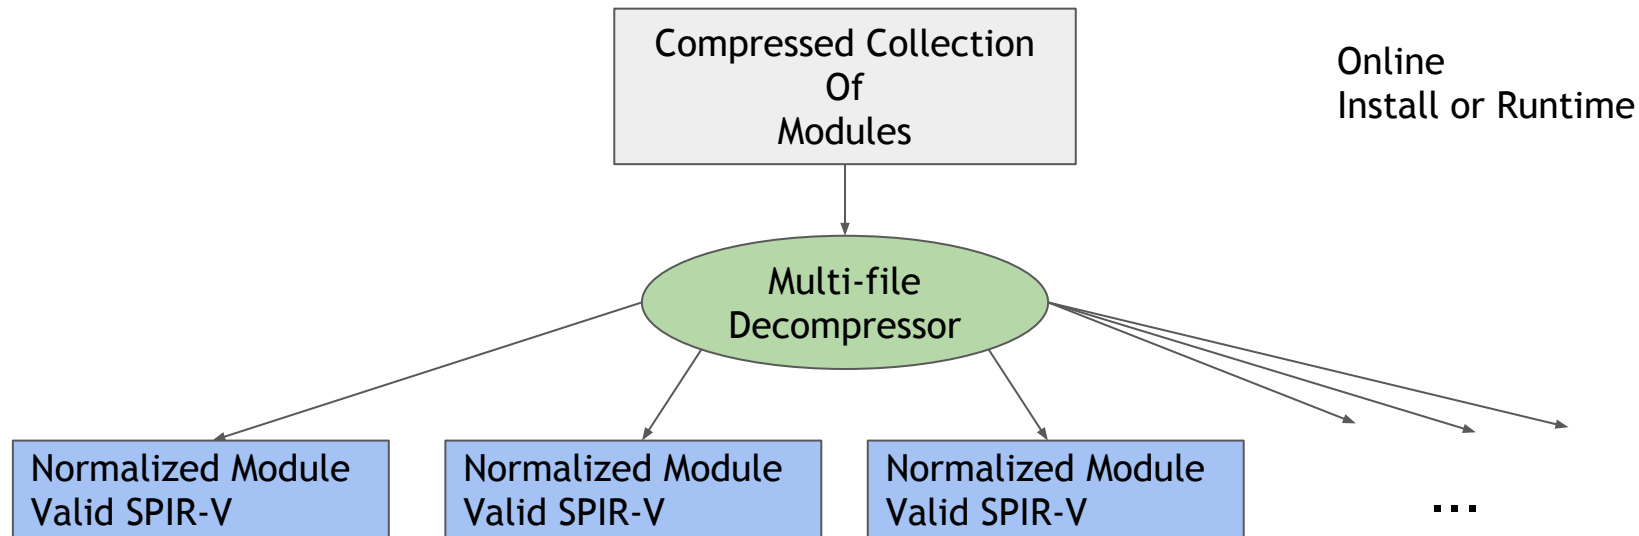 Compressed Collection
Of
Modules
Online
Install or Runtime
Multi-file
Decompressor
Normalized Module
Valid SPIR-V
Normalized Module
Valid SPIR-V
Normalized Module
Valid SPIR-V
...